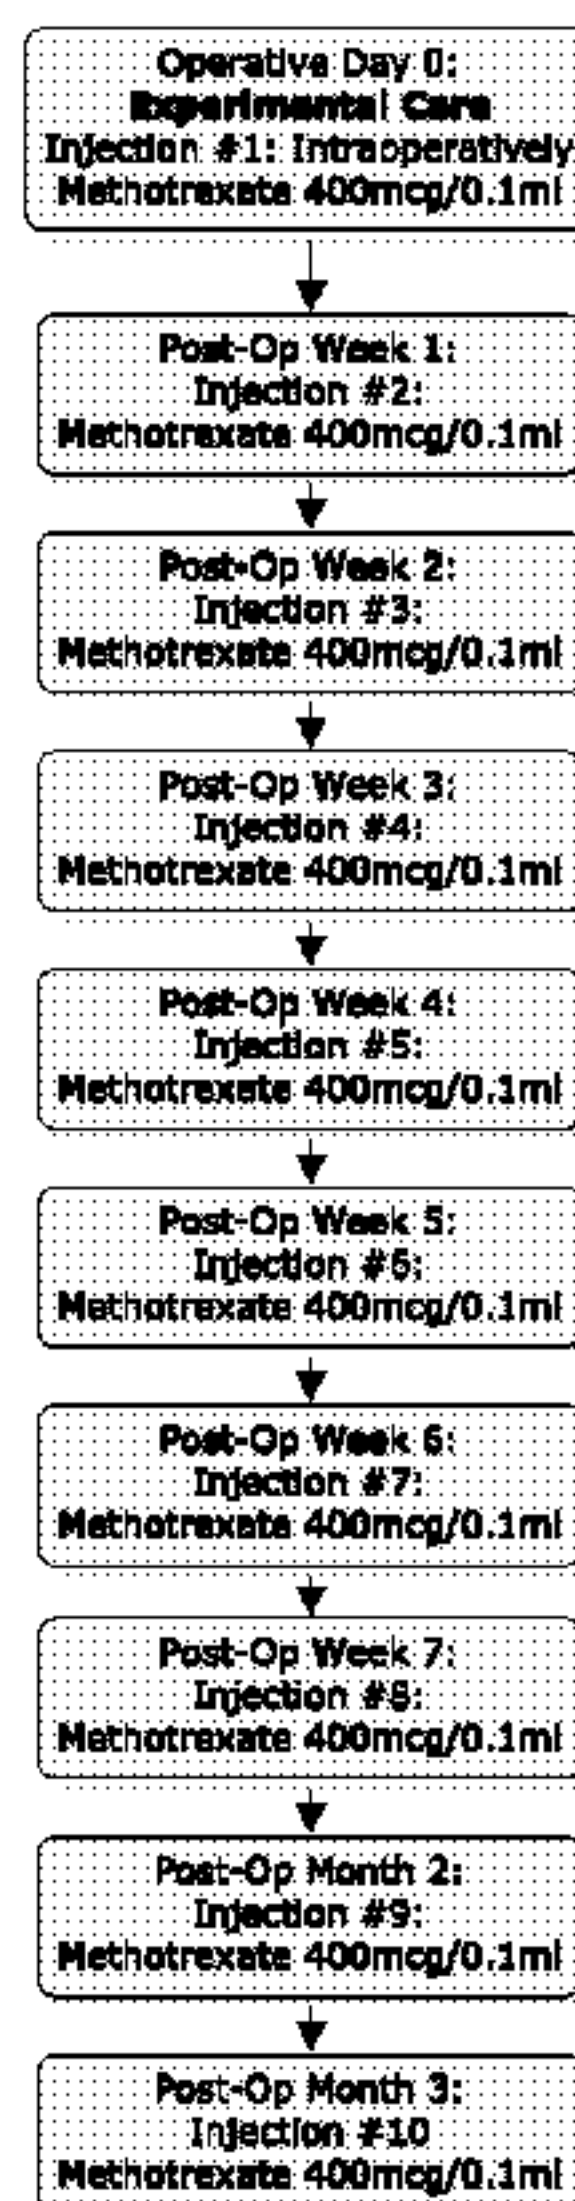 Operative Day 0:
Experimental Care
Injection #1: Intraoperatively
Methotrexate 400mcg/0.1ml
Post-Op Week 1:
Injection #2:
Methotrexate 400mcg/0.1ml
Post-Op Week 2:
Injection #3:
Methotrexate 400mcg/0.1ml
Post-Op Week 3:
Injection #4:
Methotrexate 400mcg/0.1ml
Post-Op Week 4:
Injection #5:
Methotrexate 400mcg/0.1ml
Post-Op Week 5:
Injection #6:
Methotrexate 400mcg/0.1ml
Post-Op Week 6:
Injection #7:
Methotrexate 400mcg/0.1ml
Post-Op Week 7:
Injection #8:
Methotrexate 400mcg/0.1ml
Post-Op Month 2:
Injection #9:
Methotrexate 400mcg/0.1ml
Post-Op Month 3:
Injection #10
Methotrexate 400mcg/0.1ml